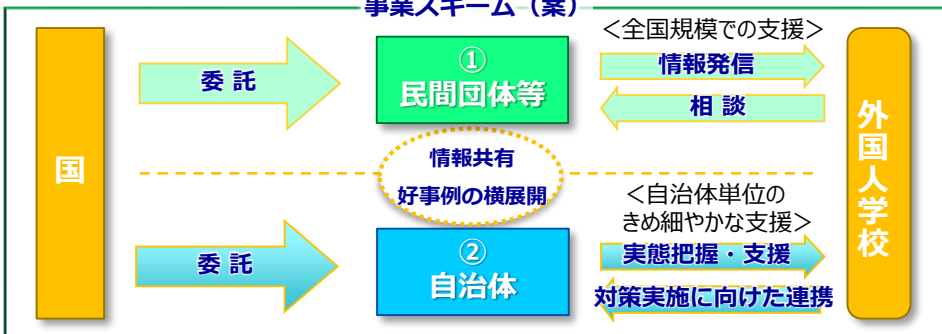 事業スキーム（案）
国
委 託
①
民間団体等
＜全国規模での支援＞
情報発信
相 談
情報共有
好事例の横展開
委 託
②
自治体
＜自治体単位の
きめ細やかな支援＞
実態把握・支援
対策実施に向けた連携
外国人学校